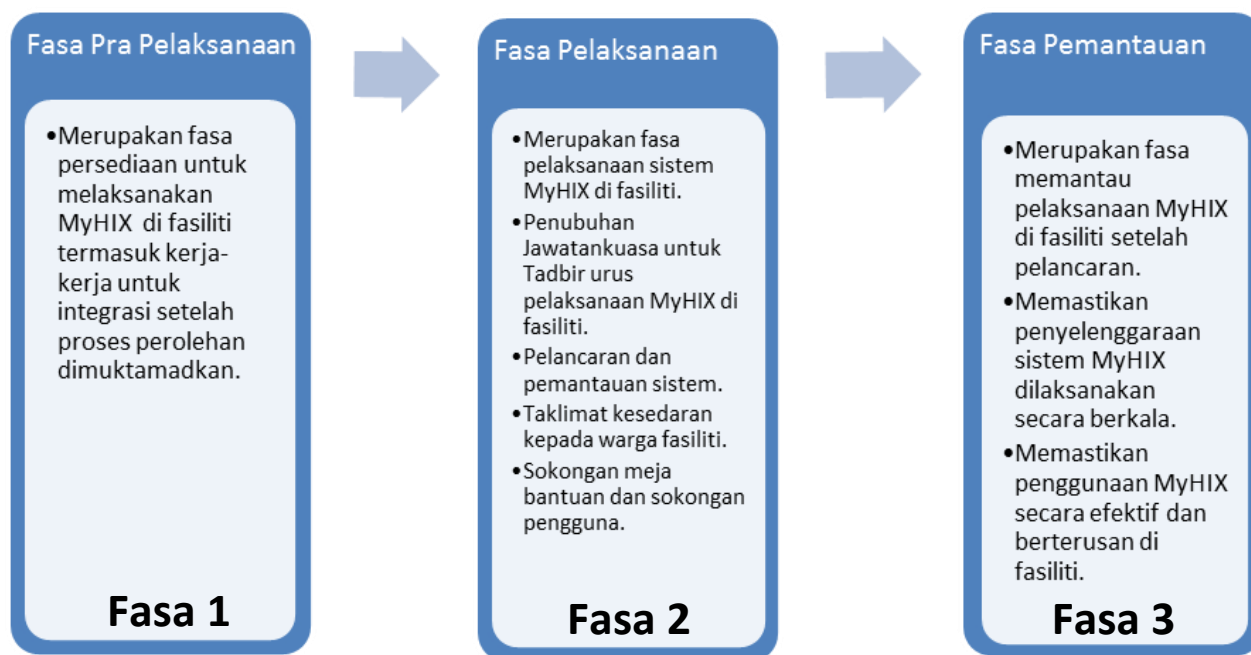 Fasa Pra Pelaksanaan
•Merupakan fasa
persediaan untuk
melaksanakan
MyHIX di fasiliti
termasuk kerja-
kerja untuk
integrasi setelah
proses perolehan
dimuktamadkan.
Fasa 1
Fasa Pelaksanaan
•Merupakan fasa
pelaksanaan sistem
MyHIX di fasiliti.
•Penubuhan
Jawatankuasa untuk
Tadbir urus
pelaksanaan MyHIX di
fasiliti.
•Pelancaran dan
pemantauan sistem.
•Taklimat kesedaran
kepada warga fasiliti.
•Sokongan meja
bantuan dan sokongan
pengguna.
Fasa 2
Fasa Pemantauan
•Merupakan fasa
memantau
pelaksanaan MyHIX
di fasiliti setelah
pelancaran.
•Memastikan
penyelenggaraan
sistem MyHIX
dilaksanakan
secara berkala.
•Memastikan
penggunaan MyHIX
secara efektif dan
berterusan di
fasiliti.
Fasa 3